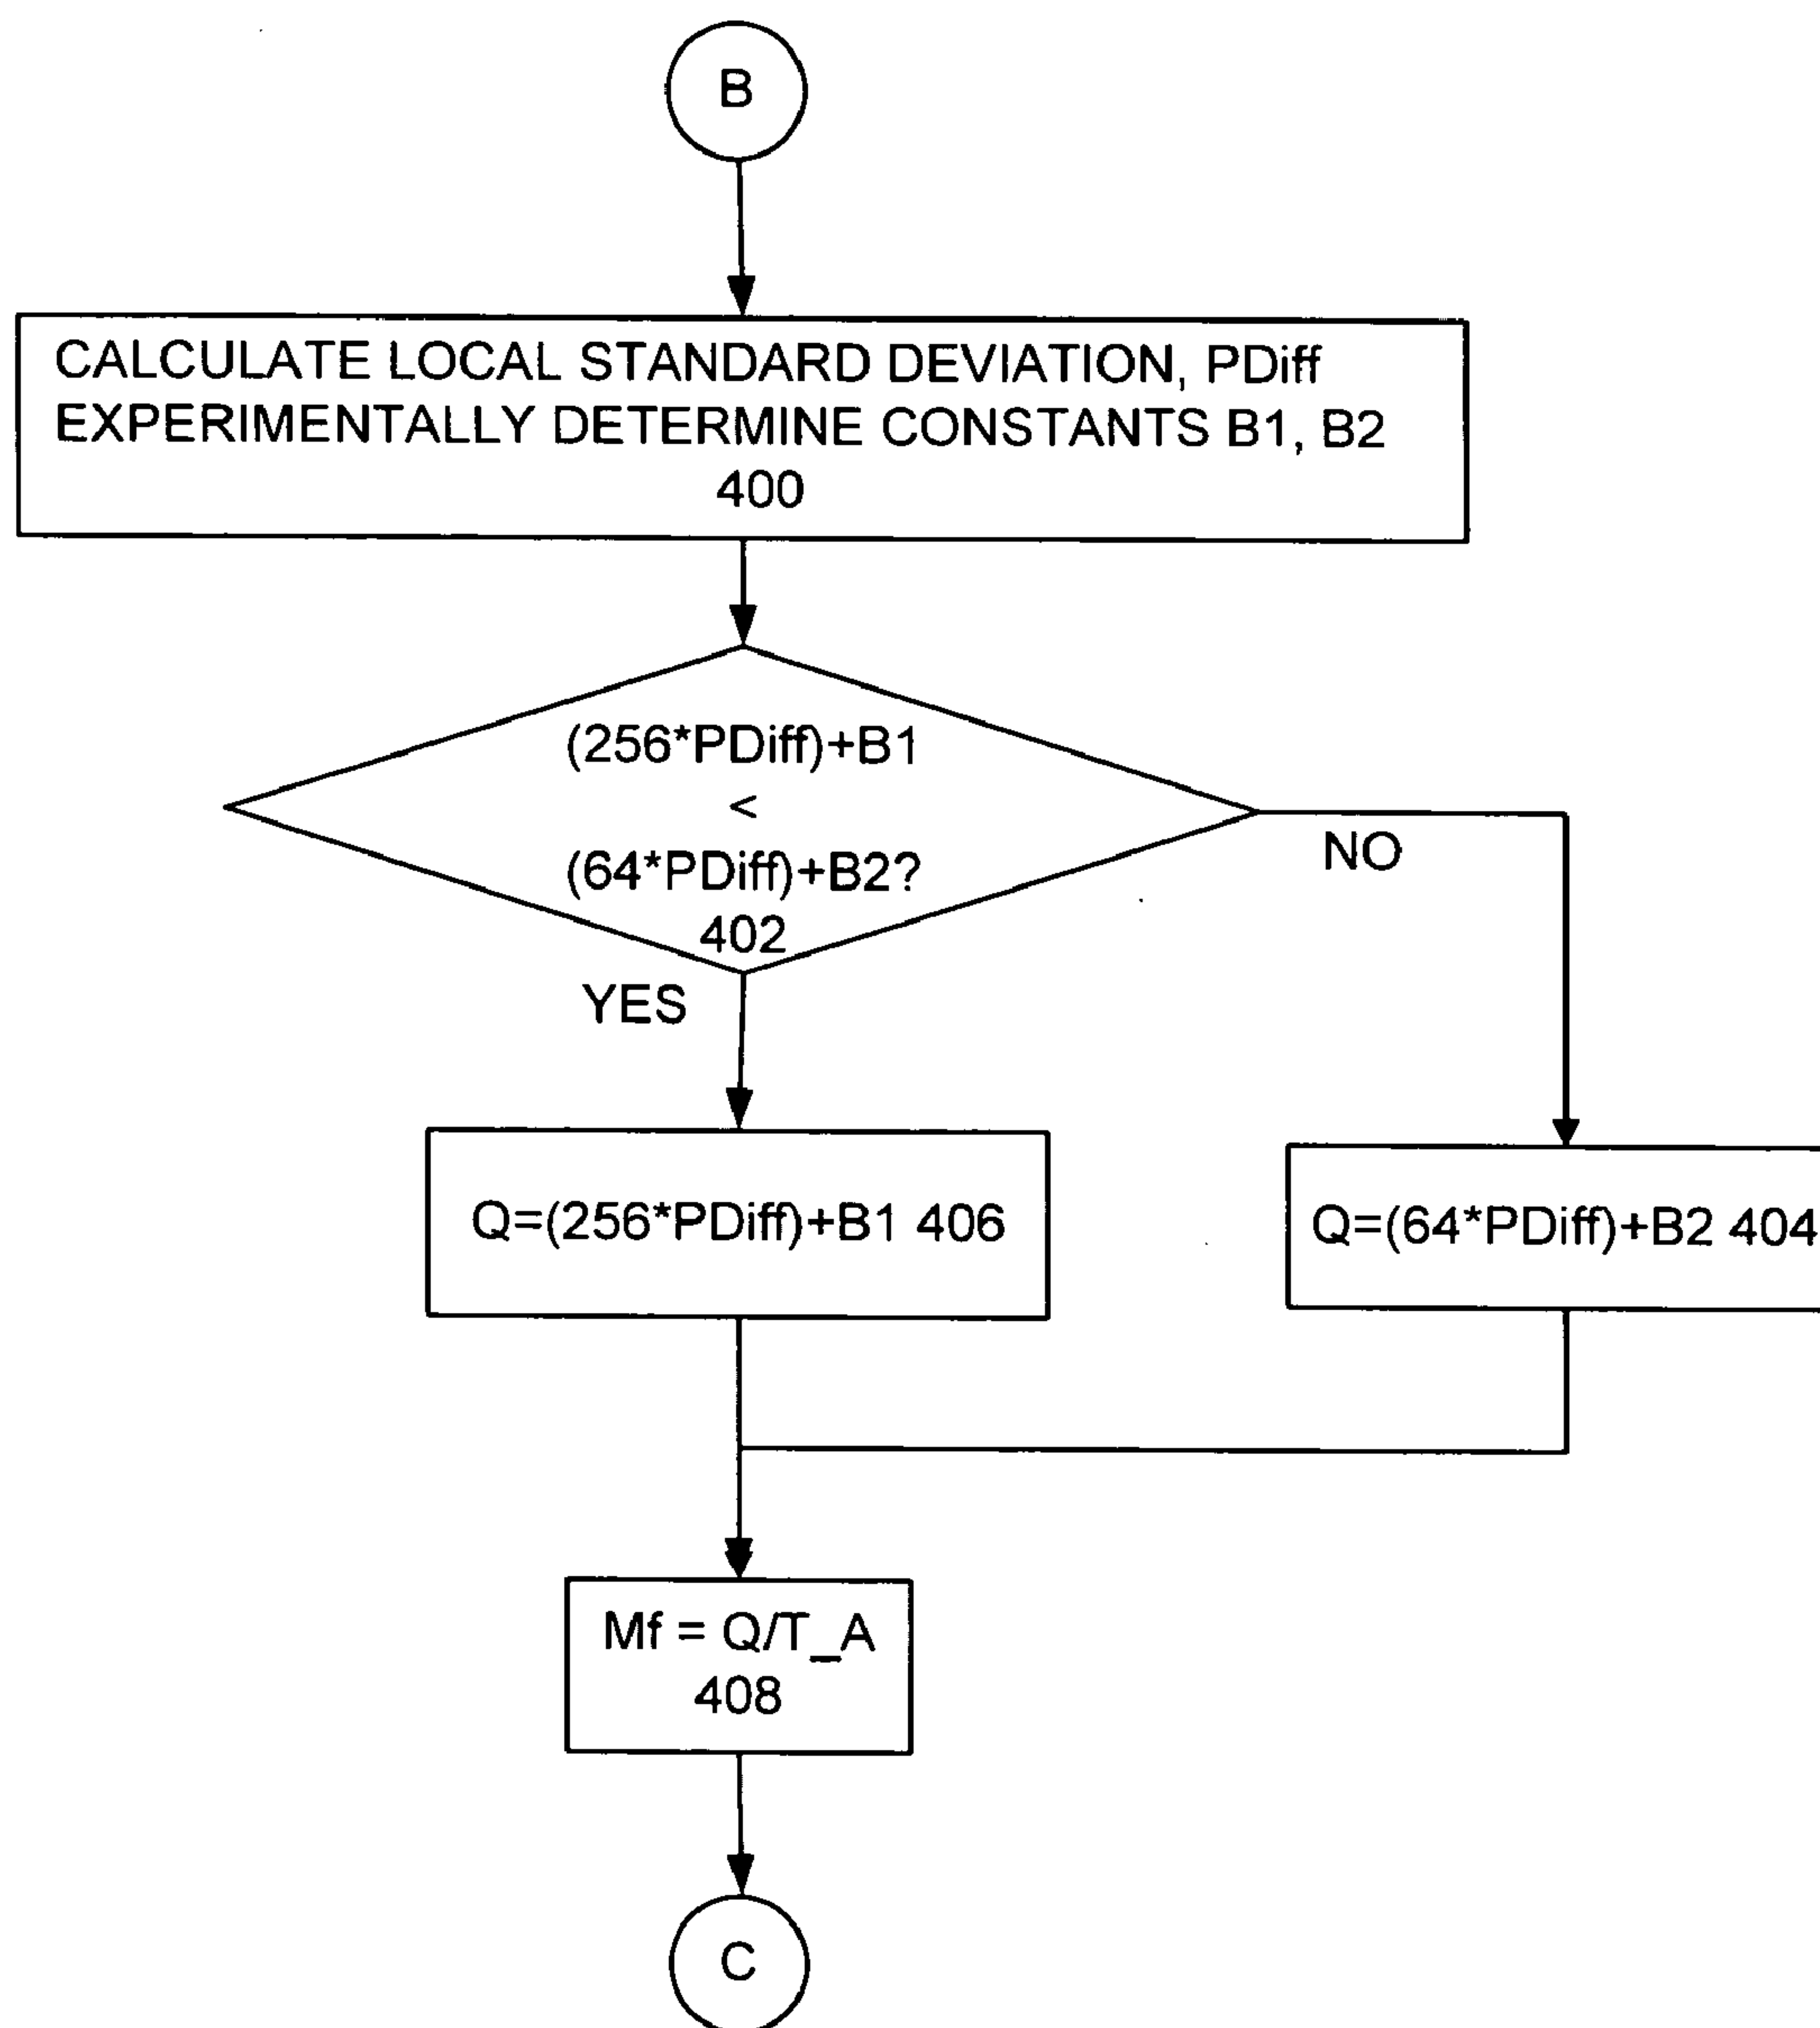 B
CALCULATE LOCAL STANDARD DEVIATION, PDiff
EXPERIMENTALLY DETERMINE CONSTANTS B1, B2
400
(256*PDiff)+B1
<
(64*PDiff)+B2?
402
NO
YES
Q=(256*PDiff)+B1 406
Q=(64*PDiff)+B2 404
Mf = Q/T_A
408
C